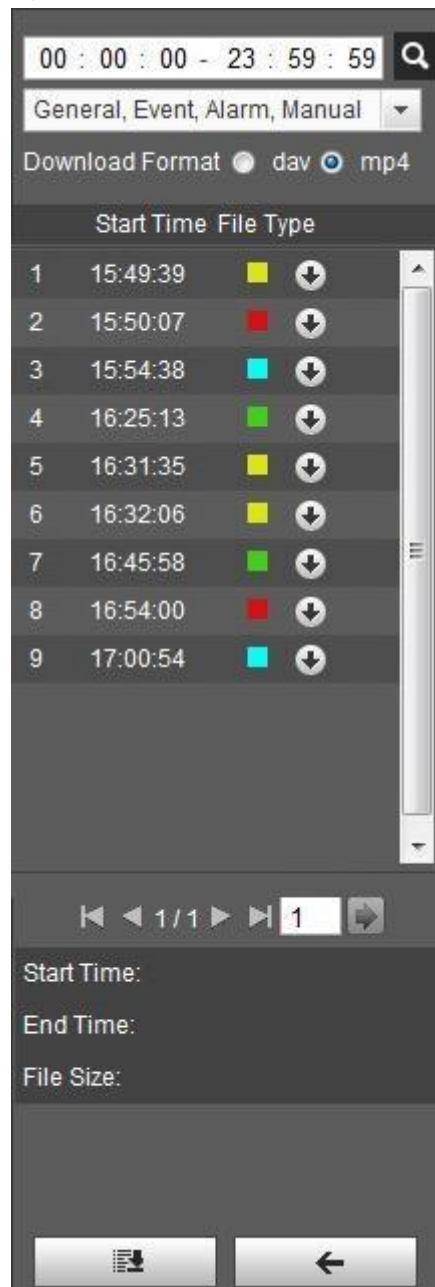 00 : 00 : 00 - 23 : 59 : 59
General, Event, Alarm, Manual
Download Format dav mp4
Start Time File Type
1 15:49:39
2 15:50:07
3 15:54:38
4 16:25:13
5 16:31:35
6 16:32:06
7 16:45:58
8 16:54:00
9 17:00:54
1 / 1 1
Start Time:
End Time:
File Size: